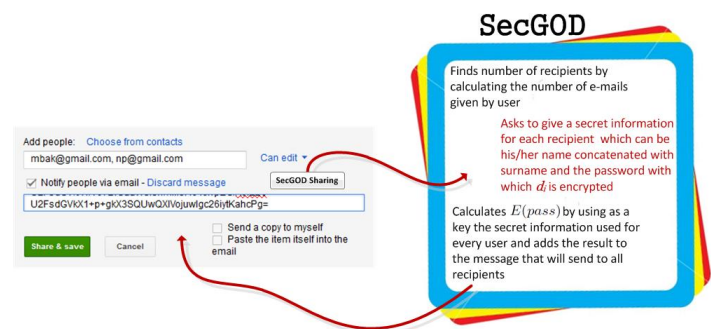 SecGOD
Finds number of recipients by
calculating the number of e-mails
given by user
Asks to give a secret information
for each recipient which can be
his/her name concatenated with
surname and the password with
which dᵢ is encrypted
Calculates E(pass) by using as a
key the secret information used for
every user and adds the result to
the message that will send to all
recipients
Add people: Choose from contacts
mbak@gmail.com, np@gmail.com
Can edit
Notify people via email - Discard message
SecGOD Sharing
Send a copy to myself
Paste the item itself into the
email
Share & save
Cancel